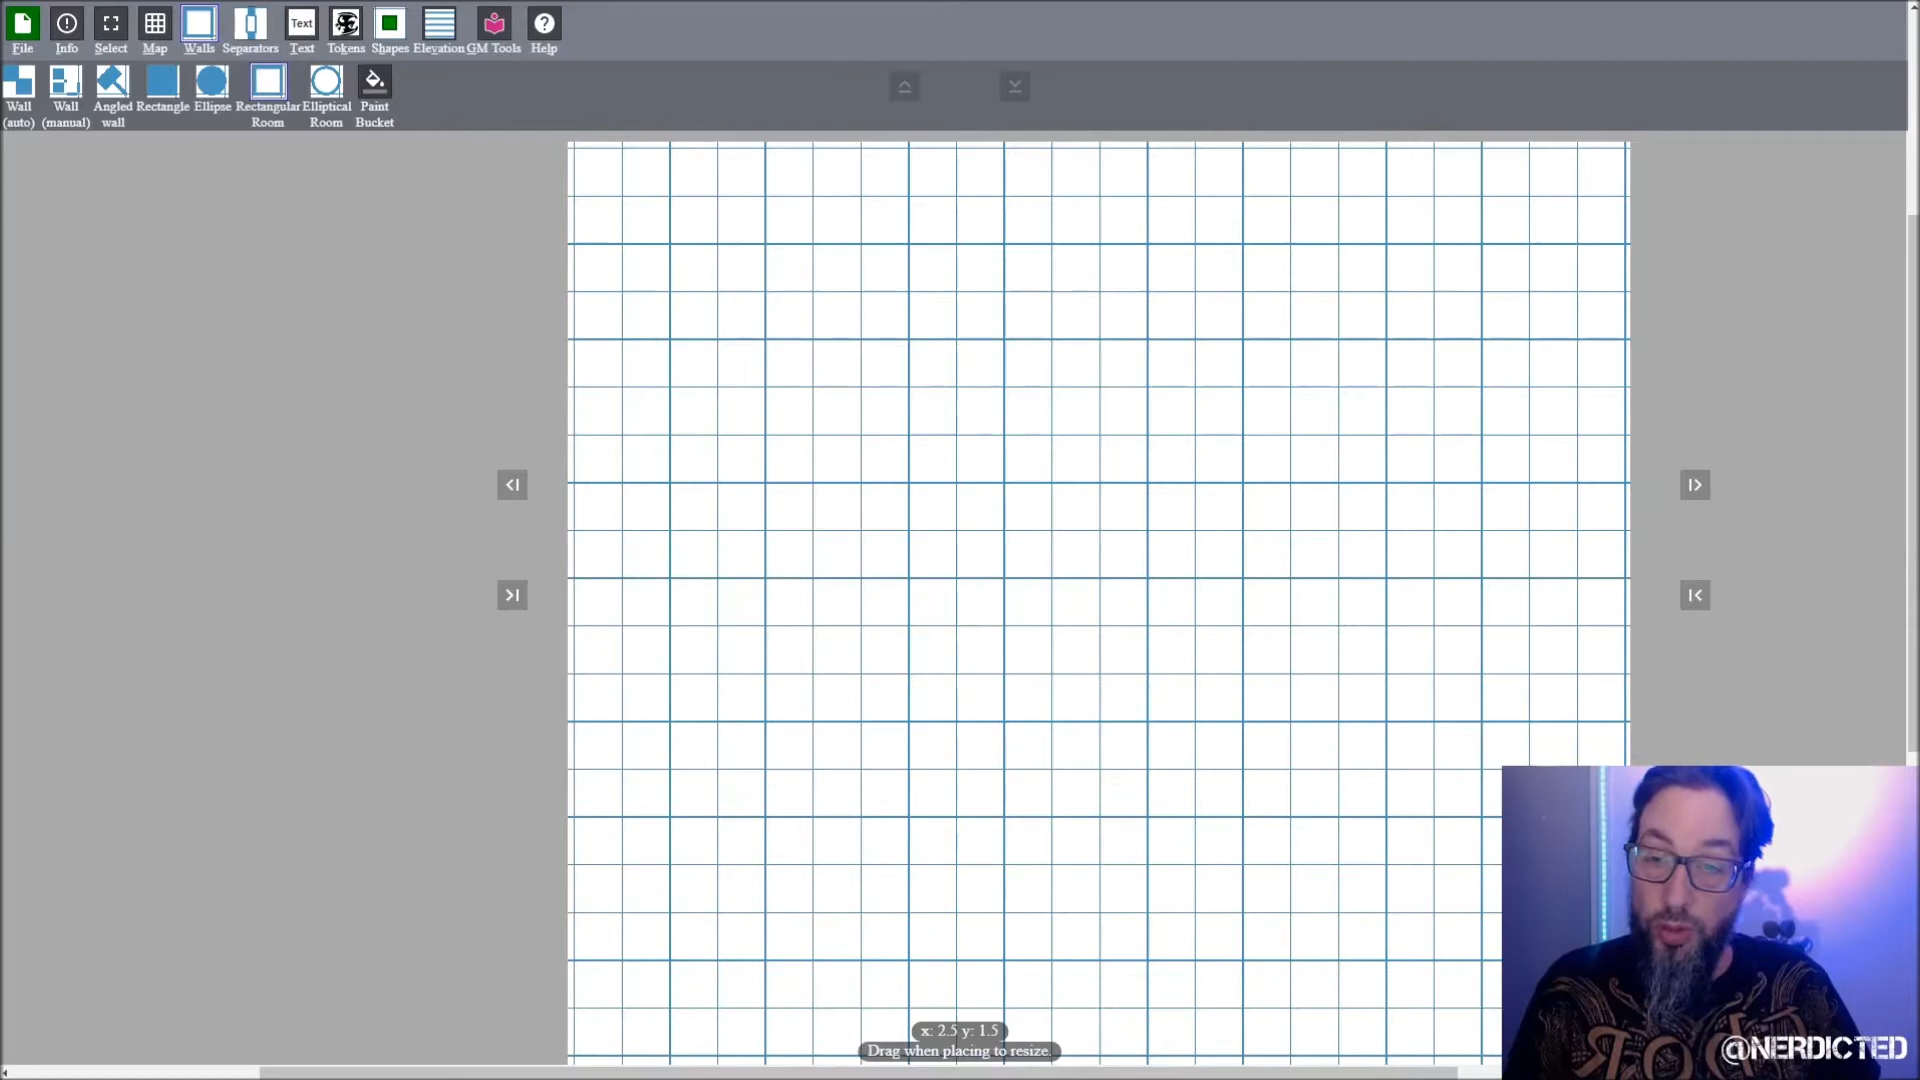 File Info Select Map Walls Separators Text Text Tokens Shapes Elevation GM Tools ? Help
Wall (auto)
Wall (manual)
Angled wall
Rectangle
Ellipse
Rectangular Room
Elliptical Room
Paint Bucket
x: 2.5 y: 1.5
Drag when placing to resize.
@NERDICTED